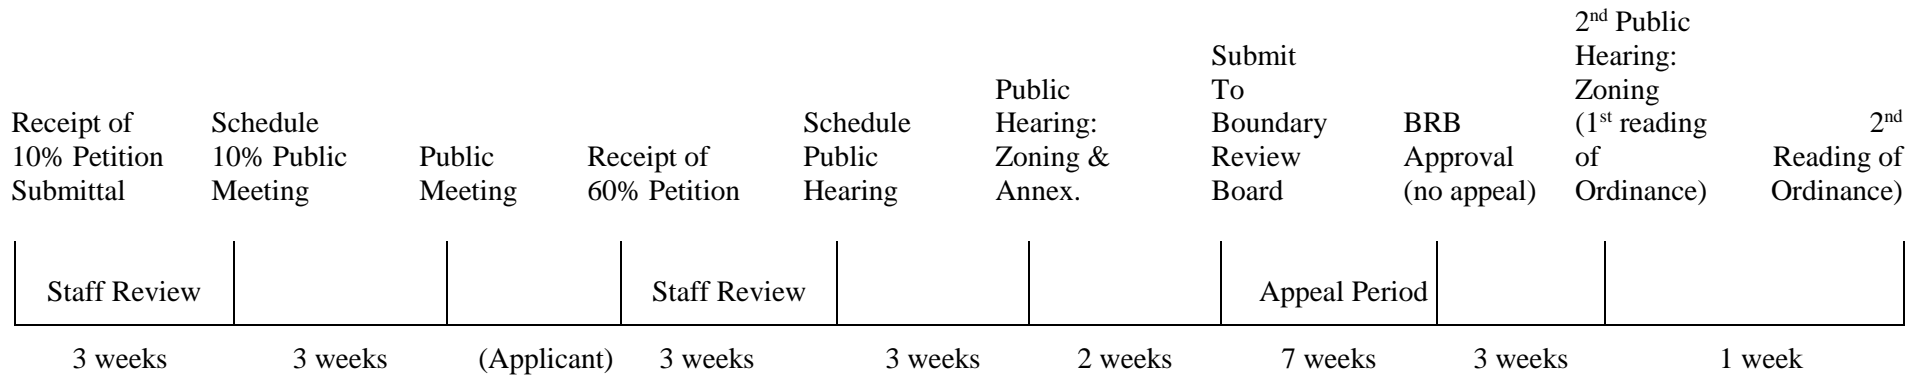 Receipt of
10% Petition
Submittal
Schedule
10% Public
Meeting
Public
Meeting
Receipt of
60% Petition
Schedule
Public
Hearing
Public
Hearing:
Zoning &
Annex.
Submit
To
Boundary
Review
Board
BRB
Approval
(no appeal)
2nd Public
Hearing:
Zoning
(1st reading
of
Ordinance)
2nd
Reading of
Ordinance)
Staff Review
Staff Review
Appeal Period
3 weeks
3 weeks
(Applicant)
3 weeks
3 weeks
2 weeks
7 weeks
3 weeks
1 week